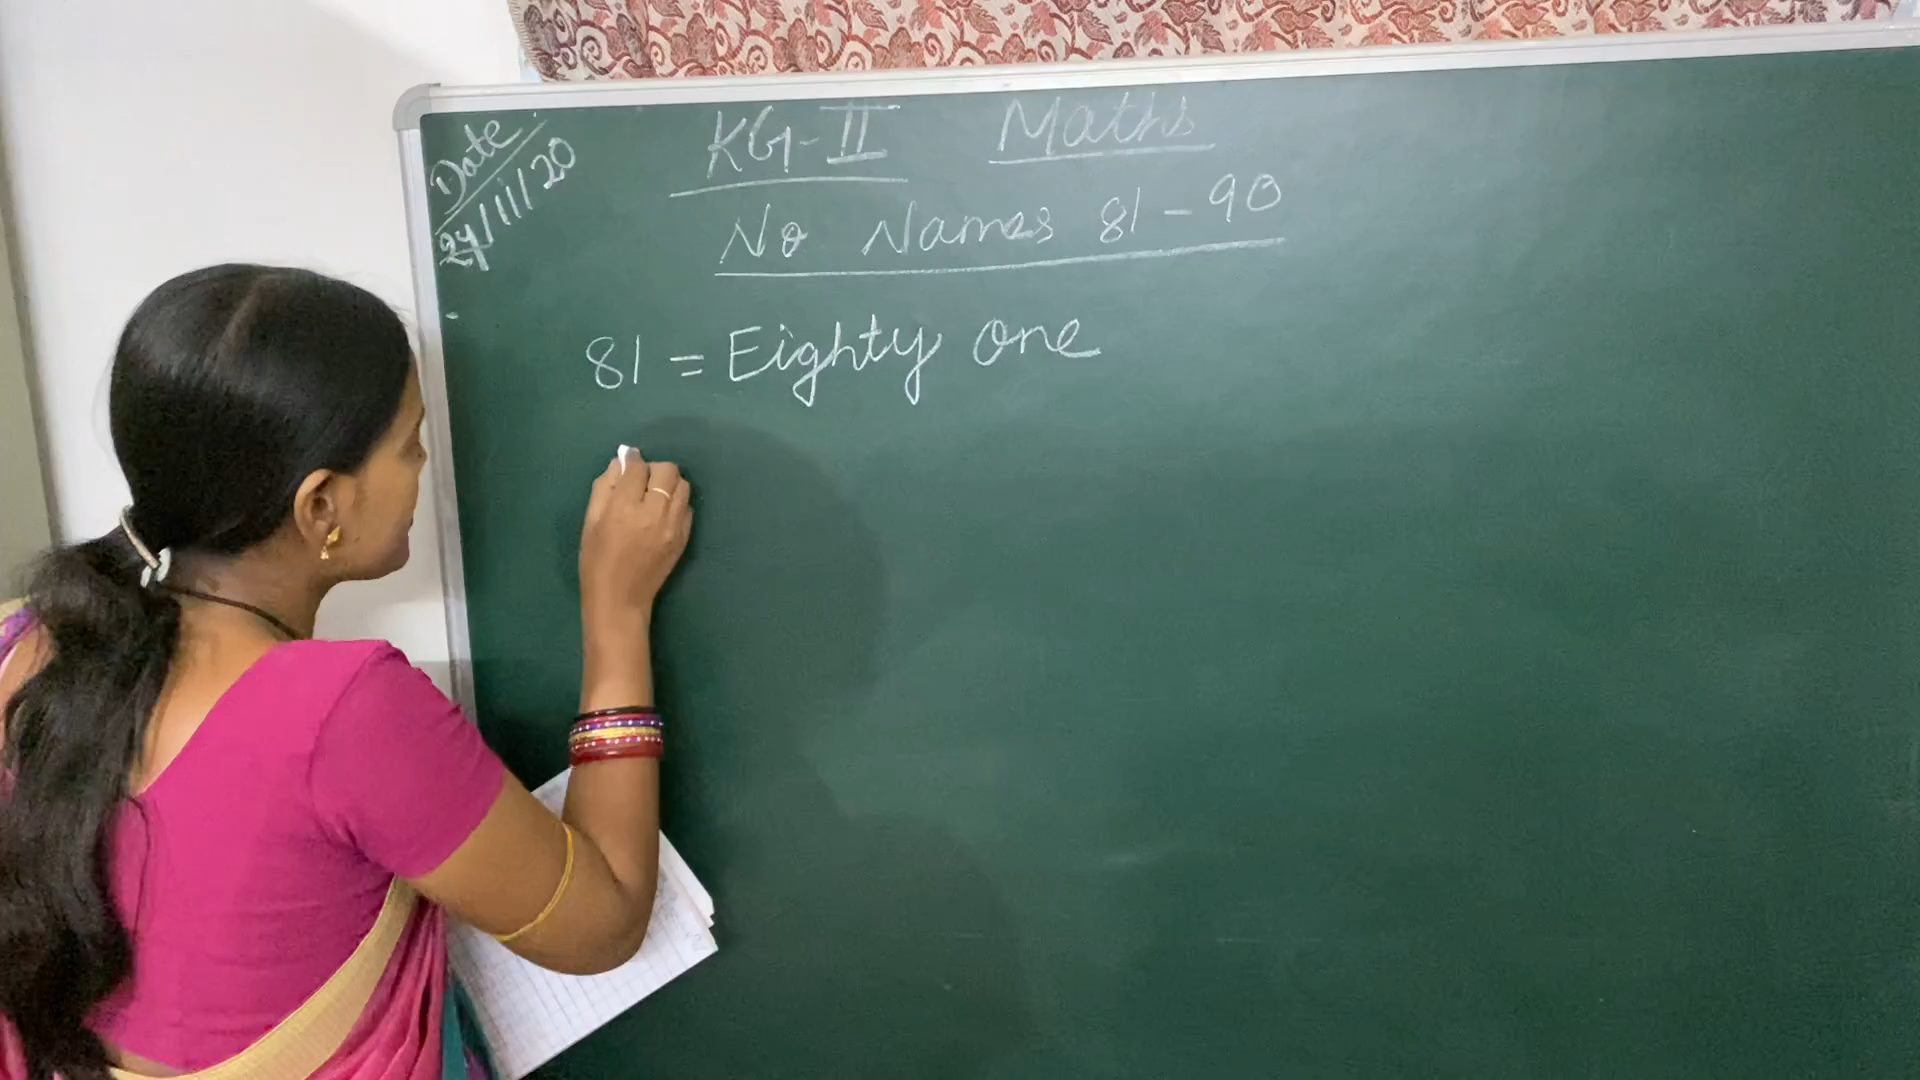 Date
24/11/20
KG-II Maths
No Names 81-90
81 = Eighty one